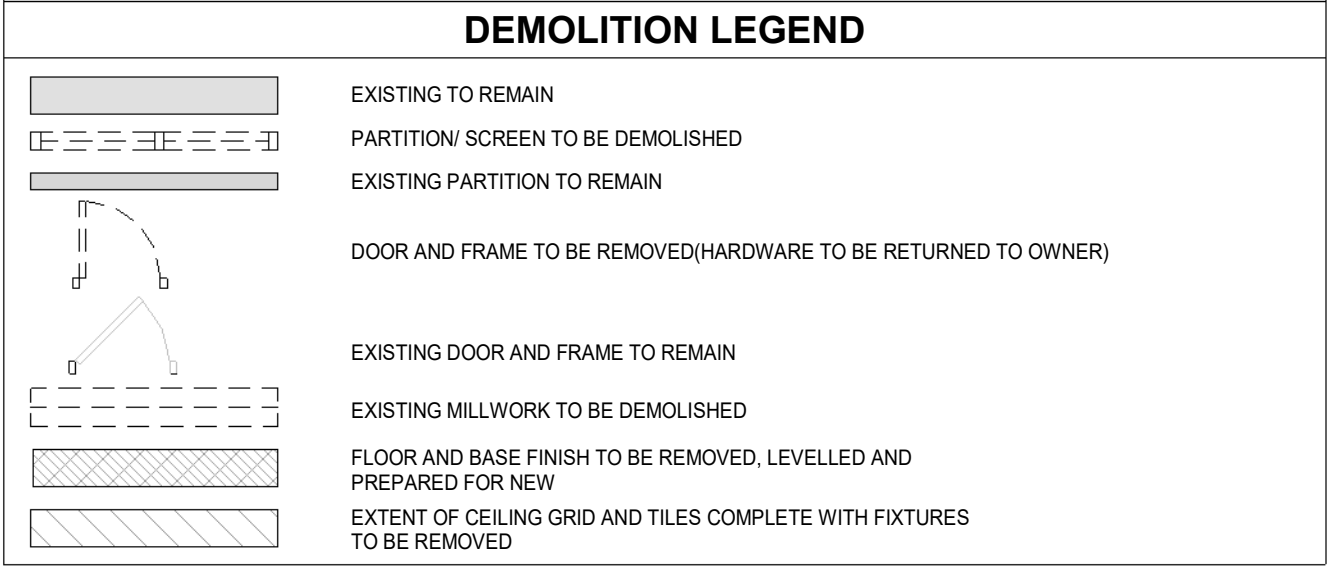 DEMOLITION LEGEND
EXISTING TO REMAIN
PARTITION/ SCREEN TO BE DEMOLISHED
EXISTING PARTITION TO REMAIN
DOOR AND FRAME TO BE REMOVED(HARDWARE TO BE RETURNED TO OWNER)
EXISTING DOOR AND FRAME TO REMAIN
EXISTING MILLWORK TO BE DEMOLISHED
FLOOR AND BASE FINISH TO BE REMOVED, LEVELLED AND
PREPARED FOR NEW
EXTENT OF CEILING GRID AND TILES COMPLETE WITH FIXTURES
TO BE REMOVED